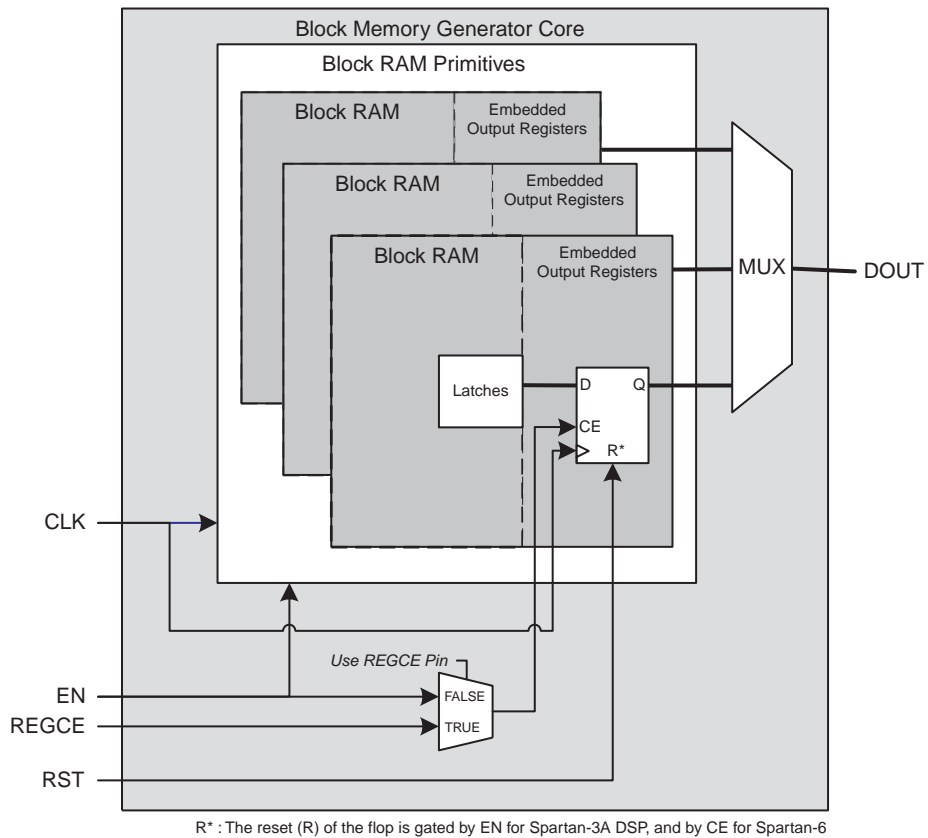 Block Memory Generator Core
Block RAM Primitives
Block RAM
Embedded
Output Registers
Block RAM
Embedded
Output Registers
Block RAM
Embedded
Output Registers
MUX
DOUT
Latches
D
Q
CE
R*
CLK
Use REGCE Pin
EN
FALSE
REGCE
TRUE
RST
R* : The reset (R) of the flop is gated by EN for Spartan-3A DSP, and by CE for Spartan-6